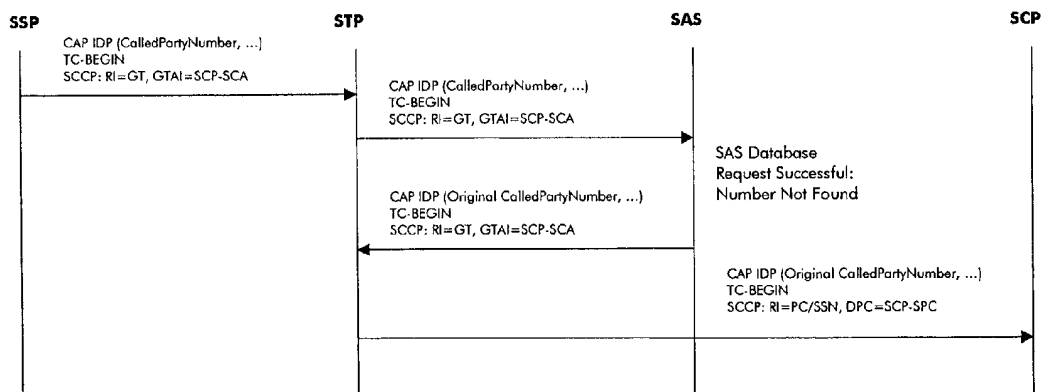 SSP
STP
SAS
SCP
CAP IDP (CalledPartyNumber, ...)
TC-BEGIN
SCCP: RI=GT, GTAI=SCP-SCA
CAP IDP (CalledPartyNumber, ...)
TC-BEGIN
SCCP: RI=GT, GTAI=SCP-SCA
SAS Database
Request Successful:
Number Not Found
CAP IDP (Original CalledPartyNumber, ...)
TC-BEGIN
SCCP: RI=GT, GTAI=SCP-SCA
CAP IDP (Original CalledPartyNumber, ...)
TC-BEGIN
SCCP: RI=PC/SSN, DPC=SCP-SPC